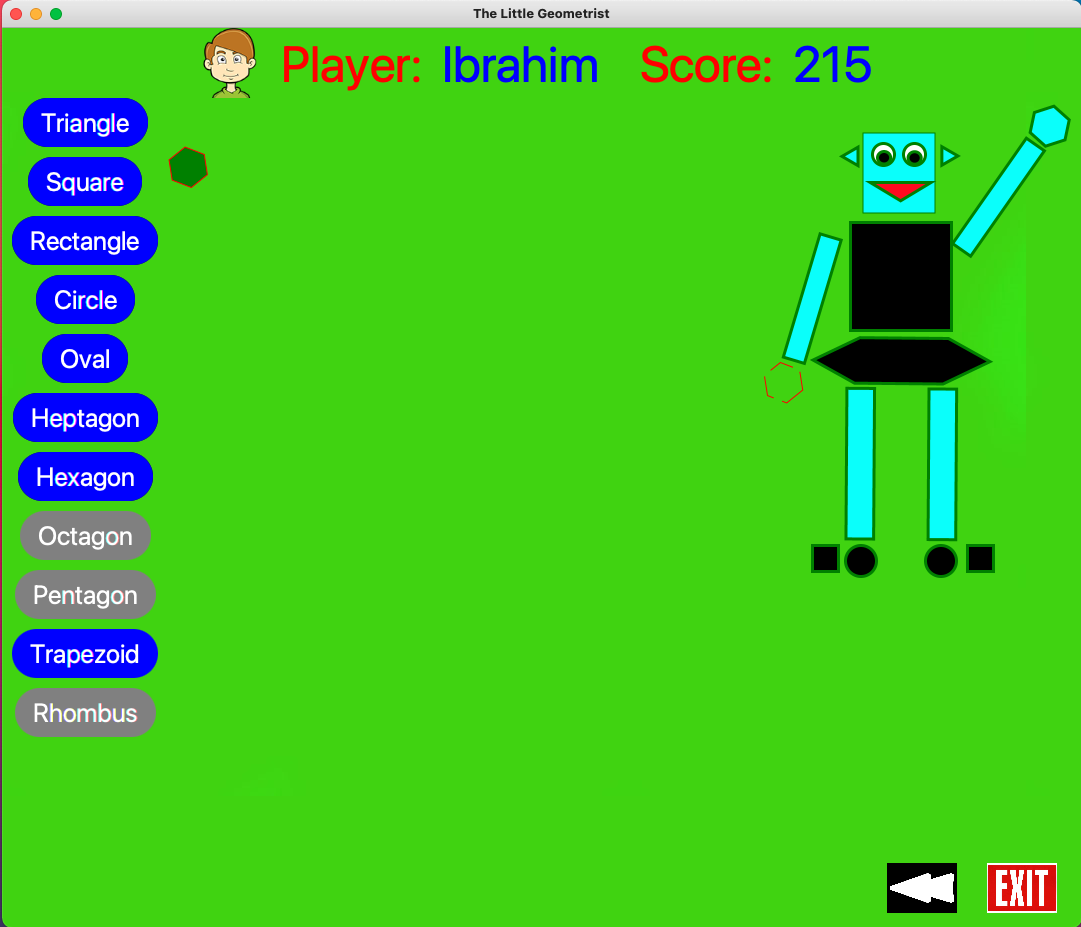 The Little Geometrist
Player: Ibrahim Score: 215
Triangle
Square
Rectangle
Circle
Oval
Heptagon
Hexagon
Octagon
Pentagon
Trapezoid
Rhombus
EXIT